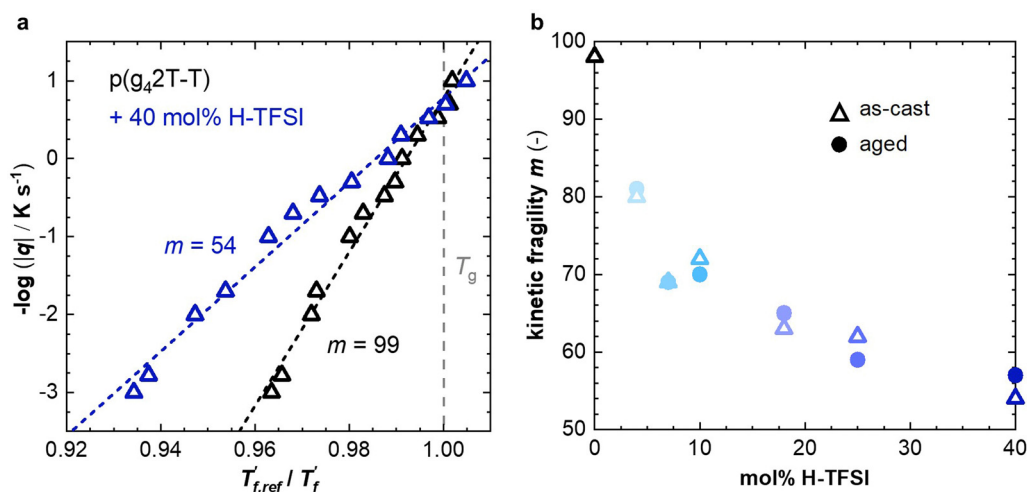 a
p(g₄2T-T)
+ 40 mol% H-TFSI
m = 54
m = 99
Tg
-log (|q| / K s⁻¹)
1
0
-1
-2
-3
0.92
0.94
0.96
0.98
1.00
T′f,ref / T′f
b
as-cast
aged
kinetic fragility m (-)
100
90
80
70
60
50
0
10
20
30
40
mol% H-TFSI